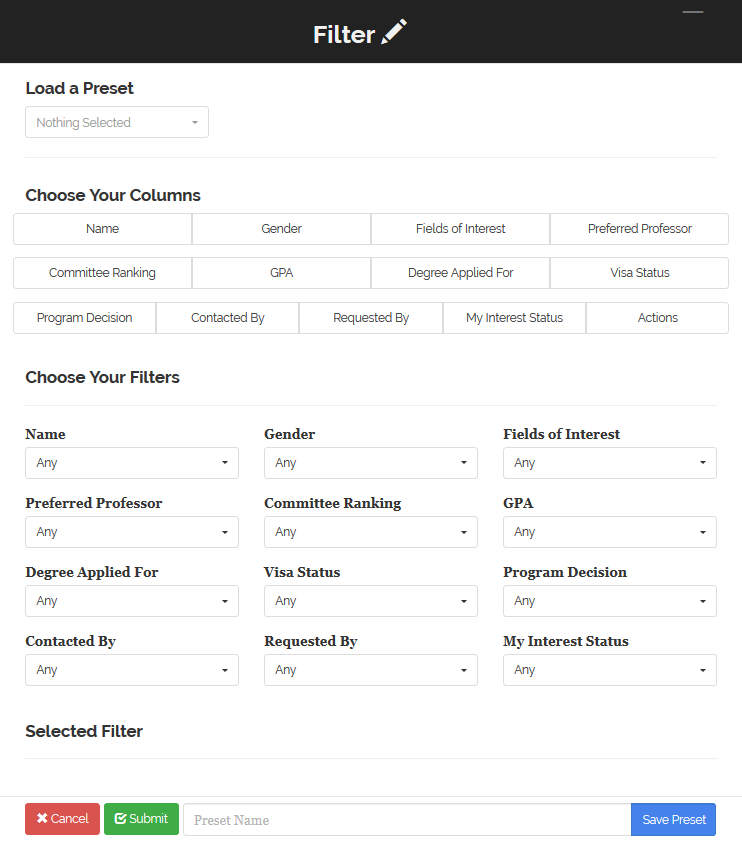 Filter
Load a Preset
Nothing Selected
Choose Your Columns
Name Gender Fields of Interest Preferred Professor
Committee Ranking GPA Degree Applied For Visa Status
Program Decision Contacted By Requested By My Interest Status Actions
Choose Your Filters
Name Gender Fields of Interest
Any Any Any
Preferred Professor Committee Ranking GPA
Any Any Any
Degree Applied For Visa Status Program Decision
Any Any Any
Contacted By Requested By My Interest Status
Any Any Any
Selected Filter
Cancel Submit Preset Name Save Preset